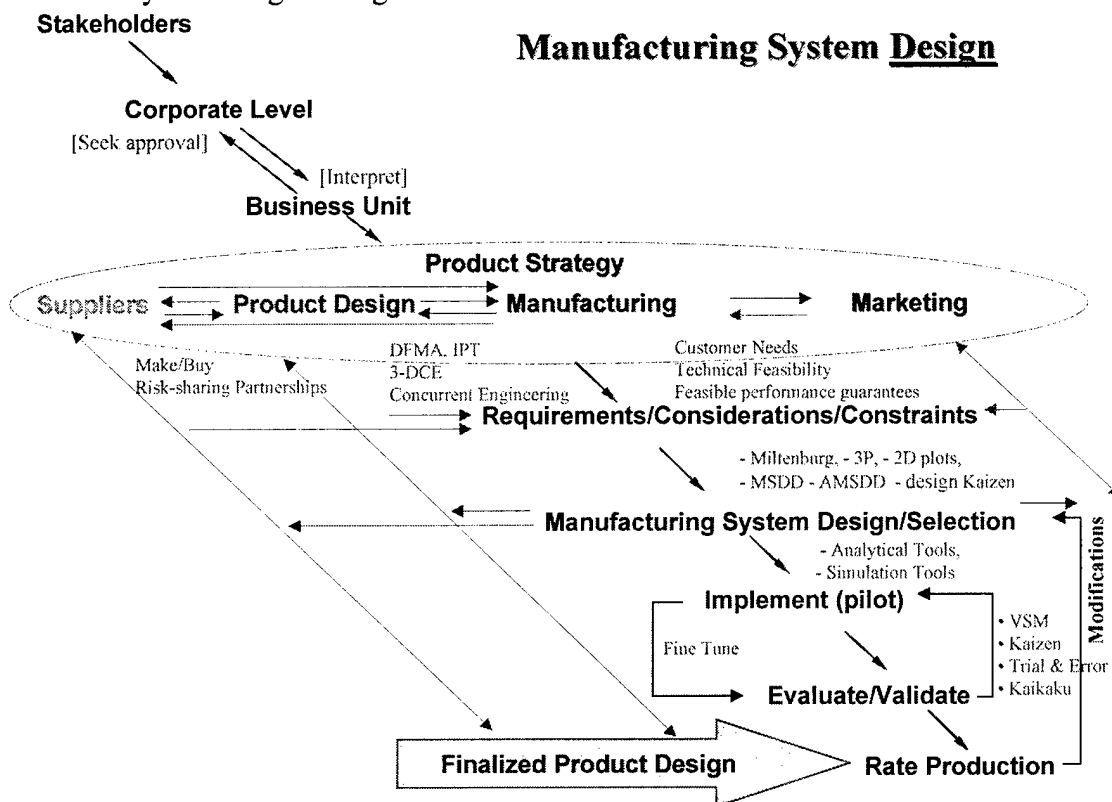 Stakeholders
Manufacturing System Design
Corporate Level
[Seek approval]
[Interpret]
Business Unit
Product Strategy
Suppliers
Product Design
Manufacturing
Marketing
Make/Buy
Risk-sharing Partnerships
DFMA, IPT
3-DCE
Concurrent Engineering
Customer Needs
Technical Feasibility
Feasible performance guarantees
Requirements/Considerations/Constraints
- Miltenburg, - 3P, - 2D plots,
- MSDD - AMSDD - design Kaizen
Manufacturing System Design/Selection
- Analytical Tools,
- Simulation Tools
Modifications
Implement (pilot)
Fine Tune
• VSM
• Kaizen
• Trial & Error
• Kaikaku
Evaluate/Validate
Finalized Product Design
Rate Production